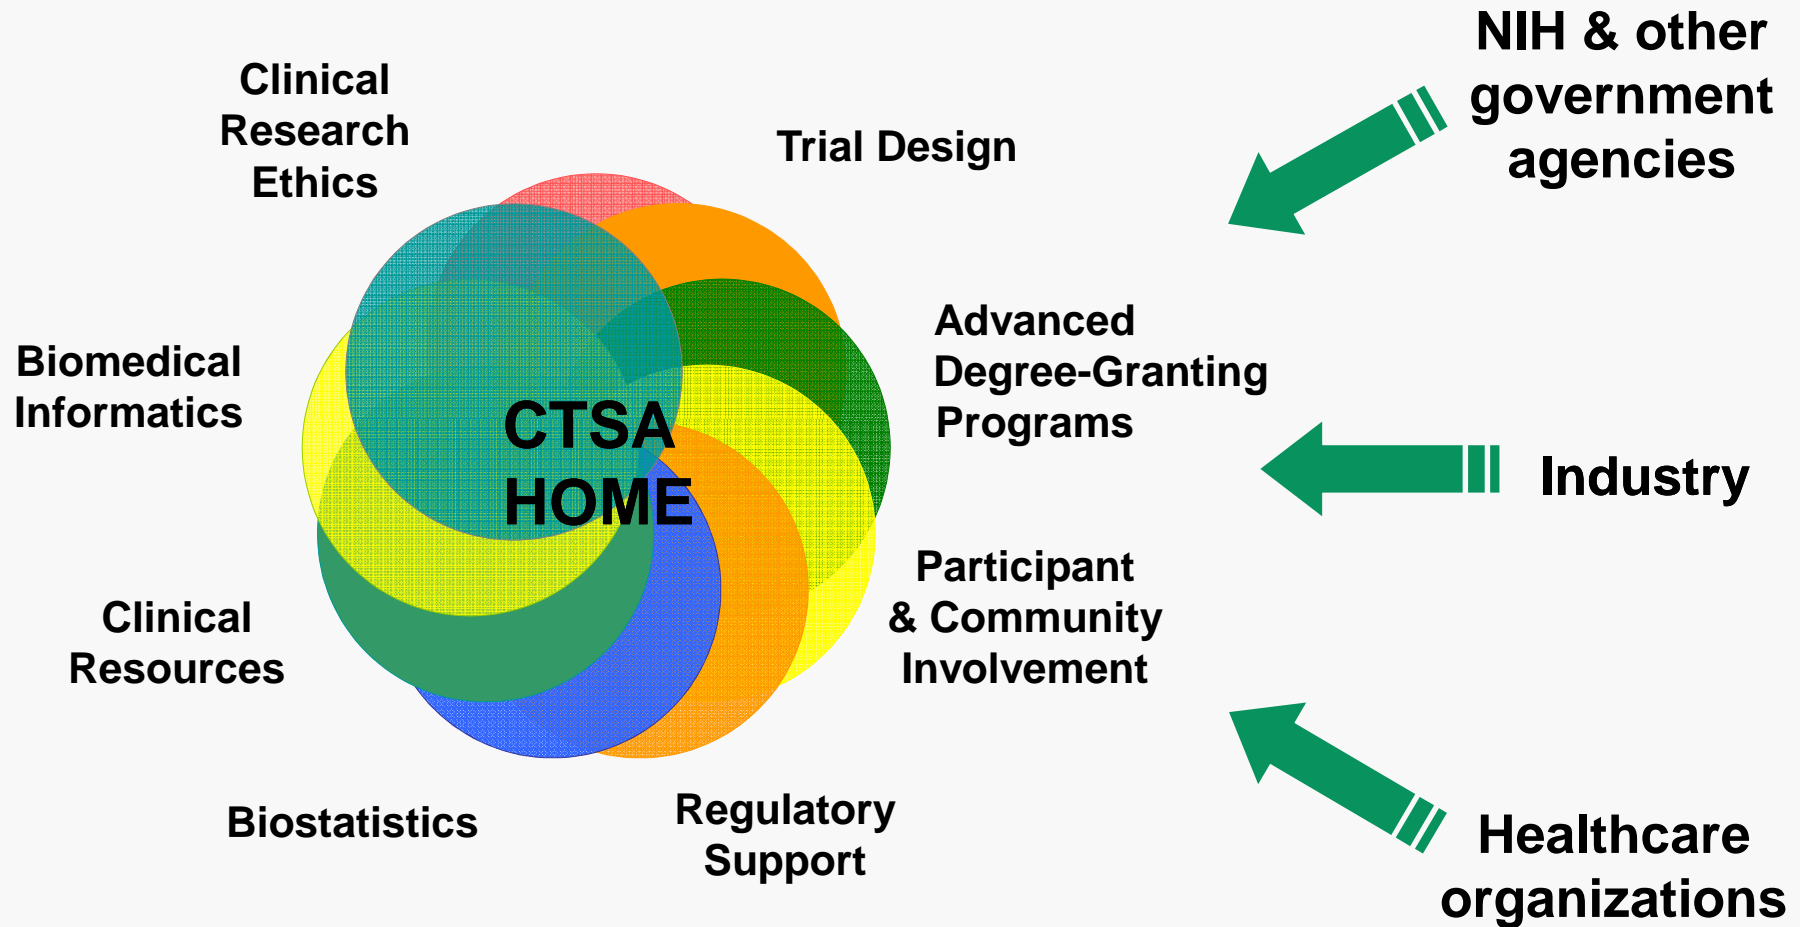 Clinical
Research
Ethics
Trial Design
Advanced
Degree-Granting
Programs
Participant
& Community
Involvement
Regulatory
Support
Biostatistics
Clinical
Resources
Biomedical
Informatics
CTSA
HOME
NIH & other
government
agencies
Industry
Healthcare
organizations